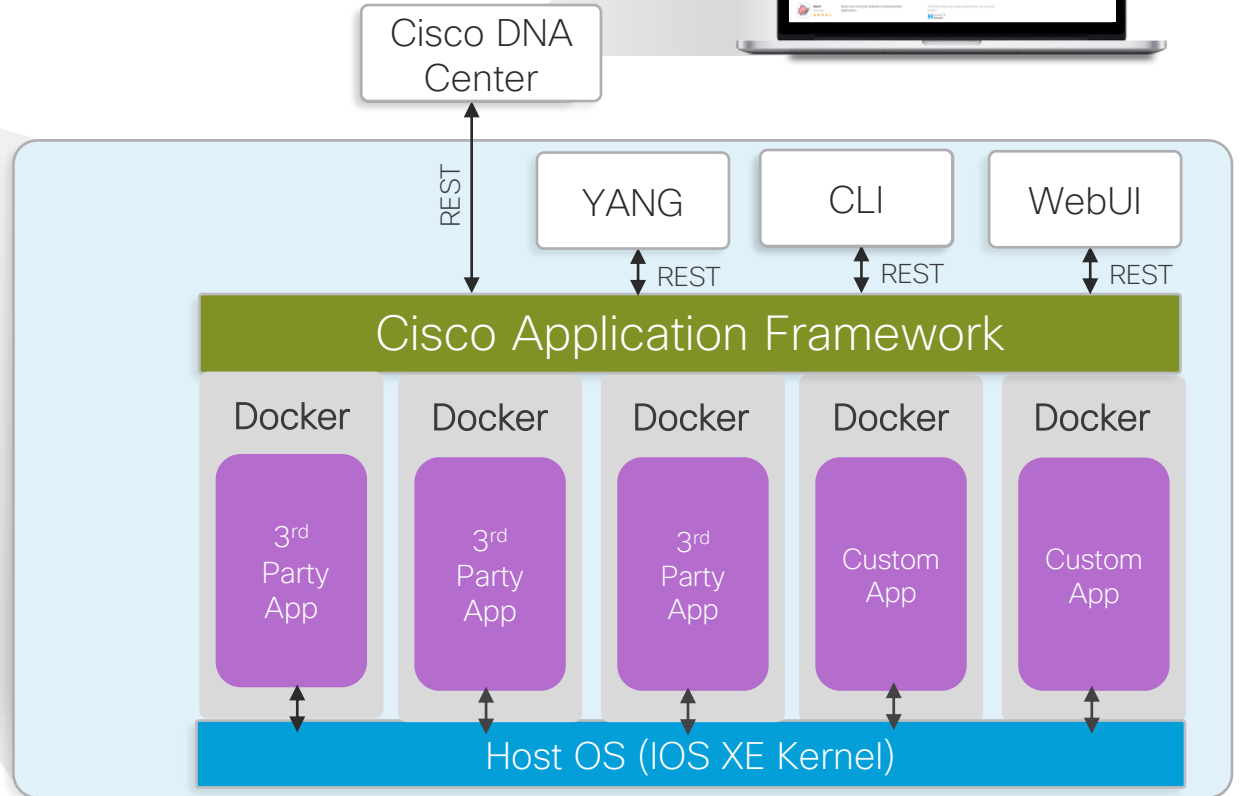 Cisco DNA
Center
REST
YANG
CLI
WebUI
REST
REST
REST
Cisco Application Framework
Docker
Docker
Docker
Docker
Docker
3rd
Party
App
3rd
Party
App
3rd
Party
App
Custom
App
Custom
App
Host OS (IOS XE Kernel)